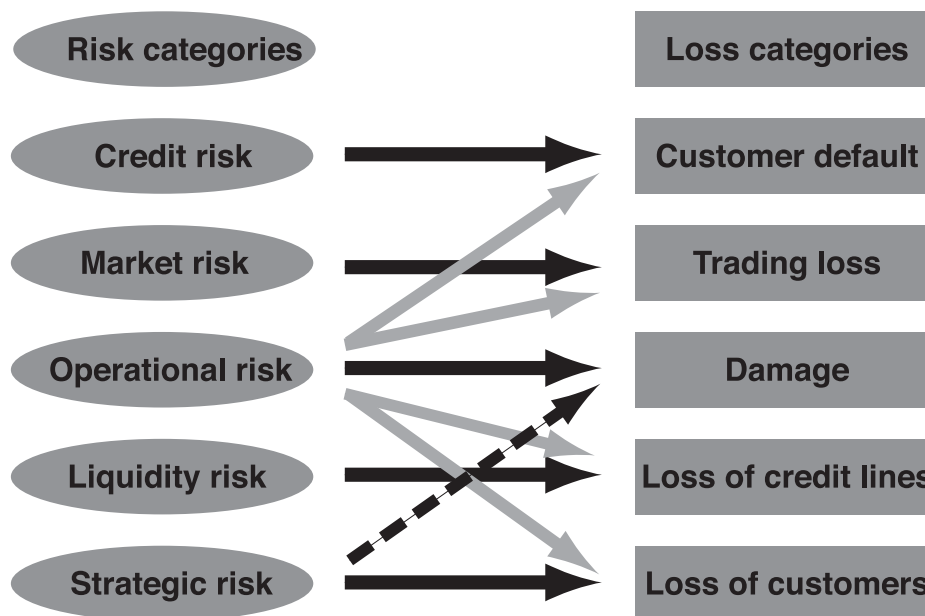 Risk categories
Loss categories
Credit risk
Customer default
Market risk
Trading loss
Operational risk
Damage
Liquidity risk
Loss of credit lines
Strategic risk
Loss of customers